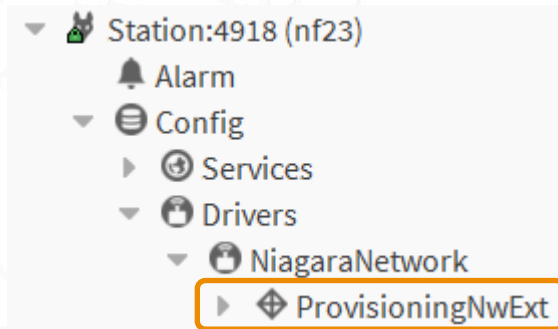 Station:4918 (nf23)
Alarm
Config
Services
Drivers
NiagaraNetwork
ProvisioningNwExt